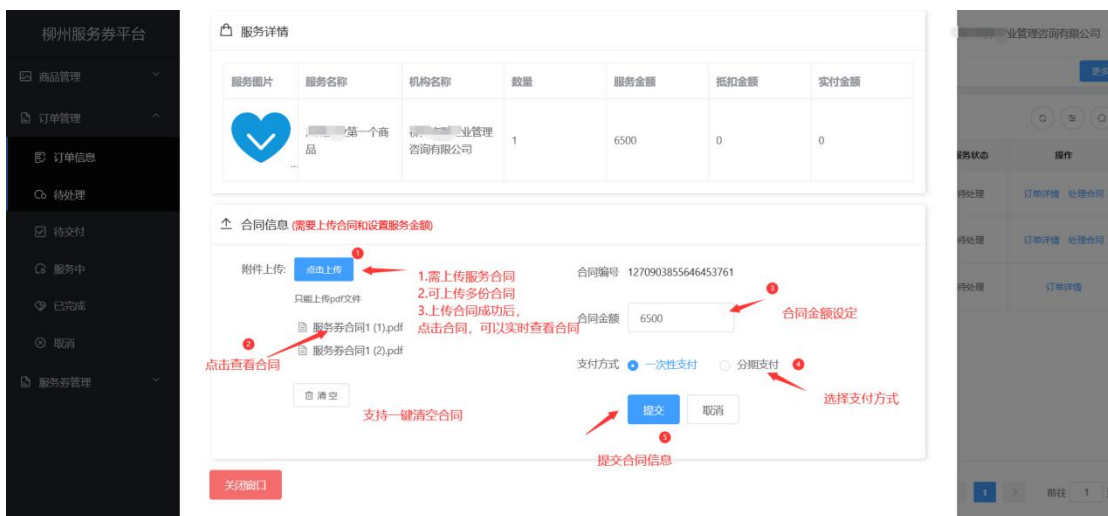 柳州服务券平台
商品管理
订单管理
订单信息
待处理
待交付
服务中
已完成
取消
服务券管理
服务详情
服务图片 服务名称 机构名称 数量 服务金额 抵扣金额 实付金额
第一个商
品
业管理
咨询有限公司
1
6500
0
0
合同信息 (需要上传合同和设置服务金额)
附件上传: 点击上传
1
只能上传pdf文件
服务券合同1 (1).pdf
服务券合同1 (2).pdf
2
点击查看合同
清空
支持一键清空合同
1.需上传服务合同
2.可上传多份合同
3.上传合同成功后,
点击合同, 可以实时查看合同
合同编号 1270903855646453761
合同金额 6500
3
合同金额设定
支付方式 一次性支付 分期支付
4
选择支付方式
提交 取消
5
提交合同信息
关闭窗口
业管理咨询有限公司
服务状态 操作
待处理 订单详情 处理合同
待处理 订单详情 处理合同
待处理 订单详情
1 > 前往 1